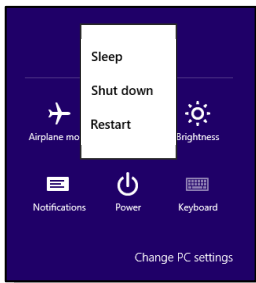 Sleep
Shut down
Restart
Airplane mo
Brightness
Notifications
Power
Keyboard
Change PC settings